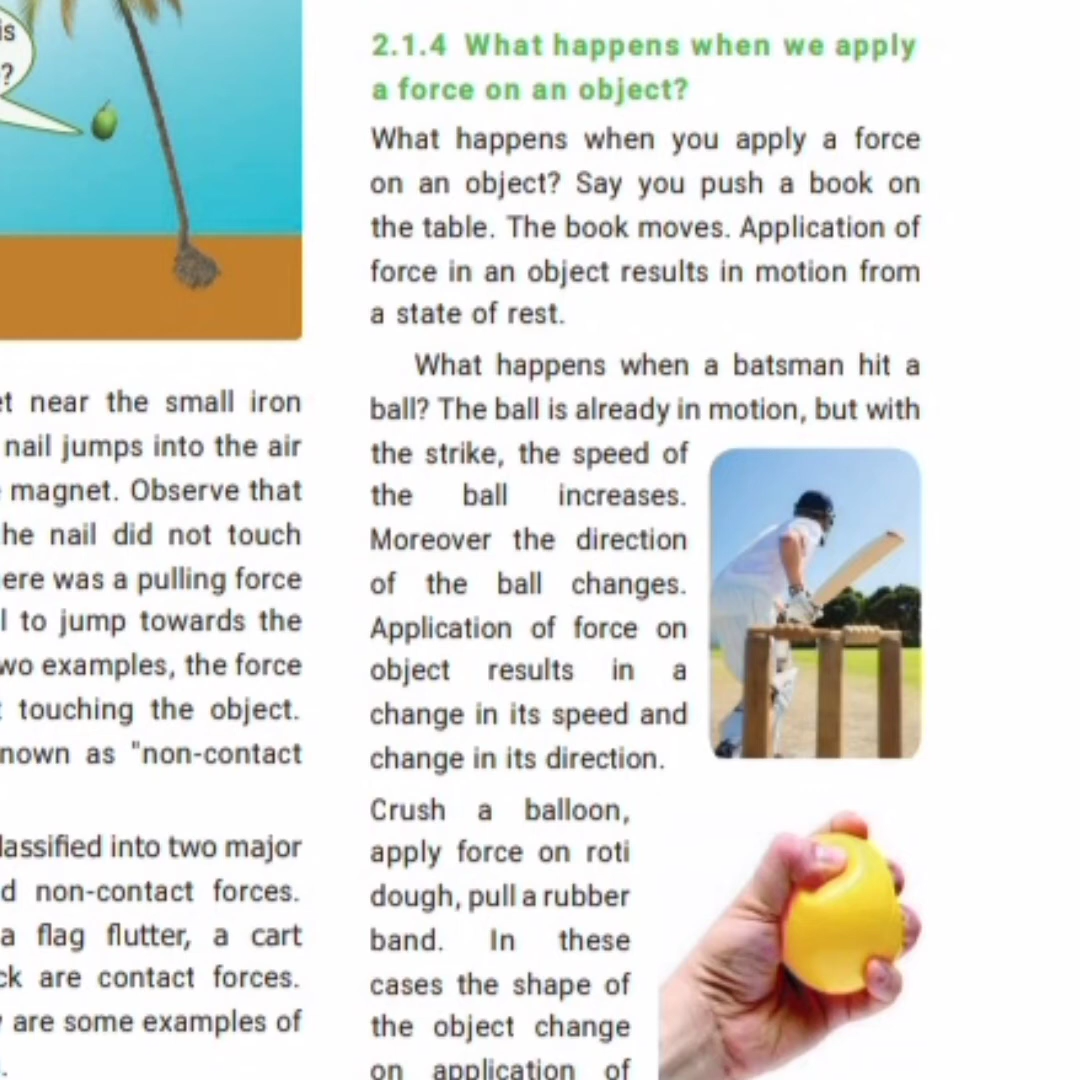 is
?
et near the small iron
nail jumps into the air
magnet. Observe that
he nail did not touch
ere was a pulling force
l to jump towards the
wo examples, the force
touching the object.
nown as "non-contact
lassified into two major
d non-contact forces.
a flag flutter, a cart
ck are contact forces.
y are some examples of
2.1.4 What happens when we apply
a force on an object?
What happens when you apply a force
on an object? Say you push a book on
the table. The book moves. Application of
force in an object results in motion from
a state of rest.
What happens when a batsman hit a
ball? The ball is already in motion, but with
the strike, the speed of
the ball increases.
Moreover the direction
of the ball changes.
Application of force on
object results in a
change in its speed and
change in its direction.
Crush a balloon,
apply force on roti
dough, pull a rubber
band. In these
cases the shape of
the object change
on application of